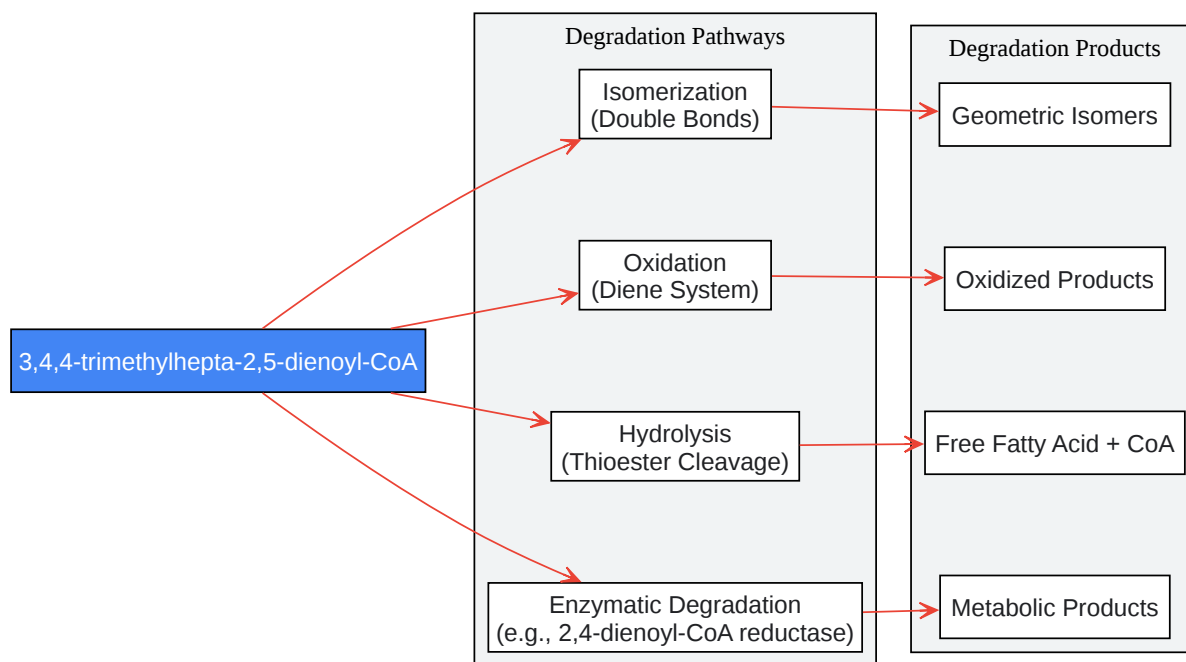 Degradation Pathways
Degradation Products
Isomerization
(Double Bonds)
Geometric Isomers
Oxidation
(Diene System)
Oxidized Products
3,4,4-trimethylhepta-2,5-dienoyl-CoA
Hydrolysis
(Thioester Cleavage)
Free Fatty Acid + CoA
Enzymatic Degradation
(e.g., 2,4-dienoyl-CoA reductase)
Metabolic Products